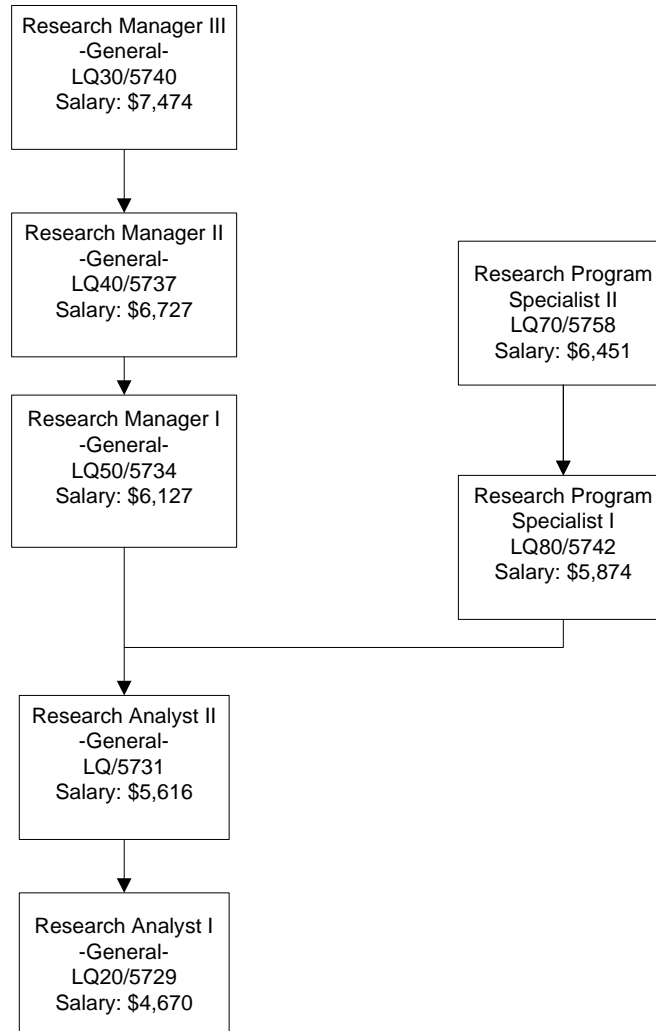 Research Manager III
-General-
LQ30/5740
Salary: $7,474
Research Manager II
-General-
LQ40/5737
Salary: $6,727
Research Program
Specialist II
LQ70/5758
Salary: $6,451
Research Manager I
-General-
LQ50/5734
Salary: $6,127
Research Program
Specialist I
LQ80/5742
Salary: $5,874
Research Analyst II
-General-
LQ/5731
Salary: $5,616
Research Analyst I
-General-
LQ20/5729
Salary: $4,670